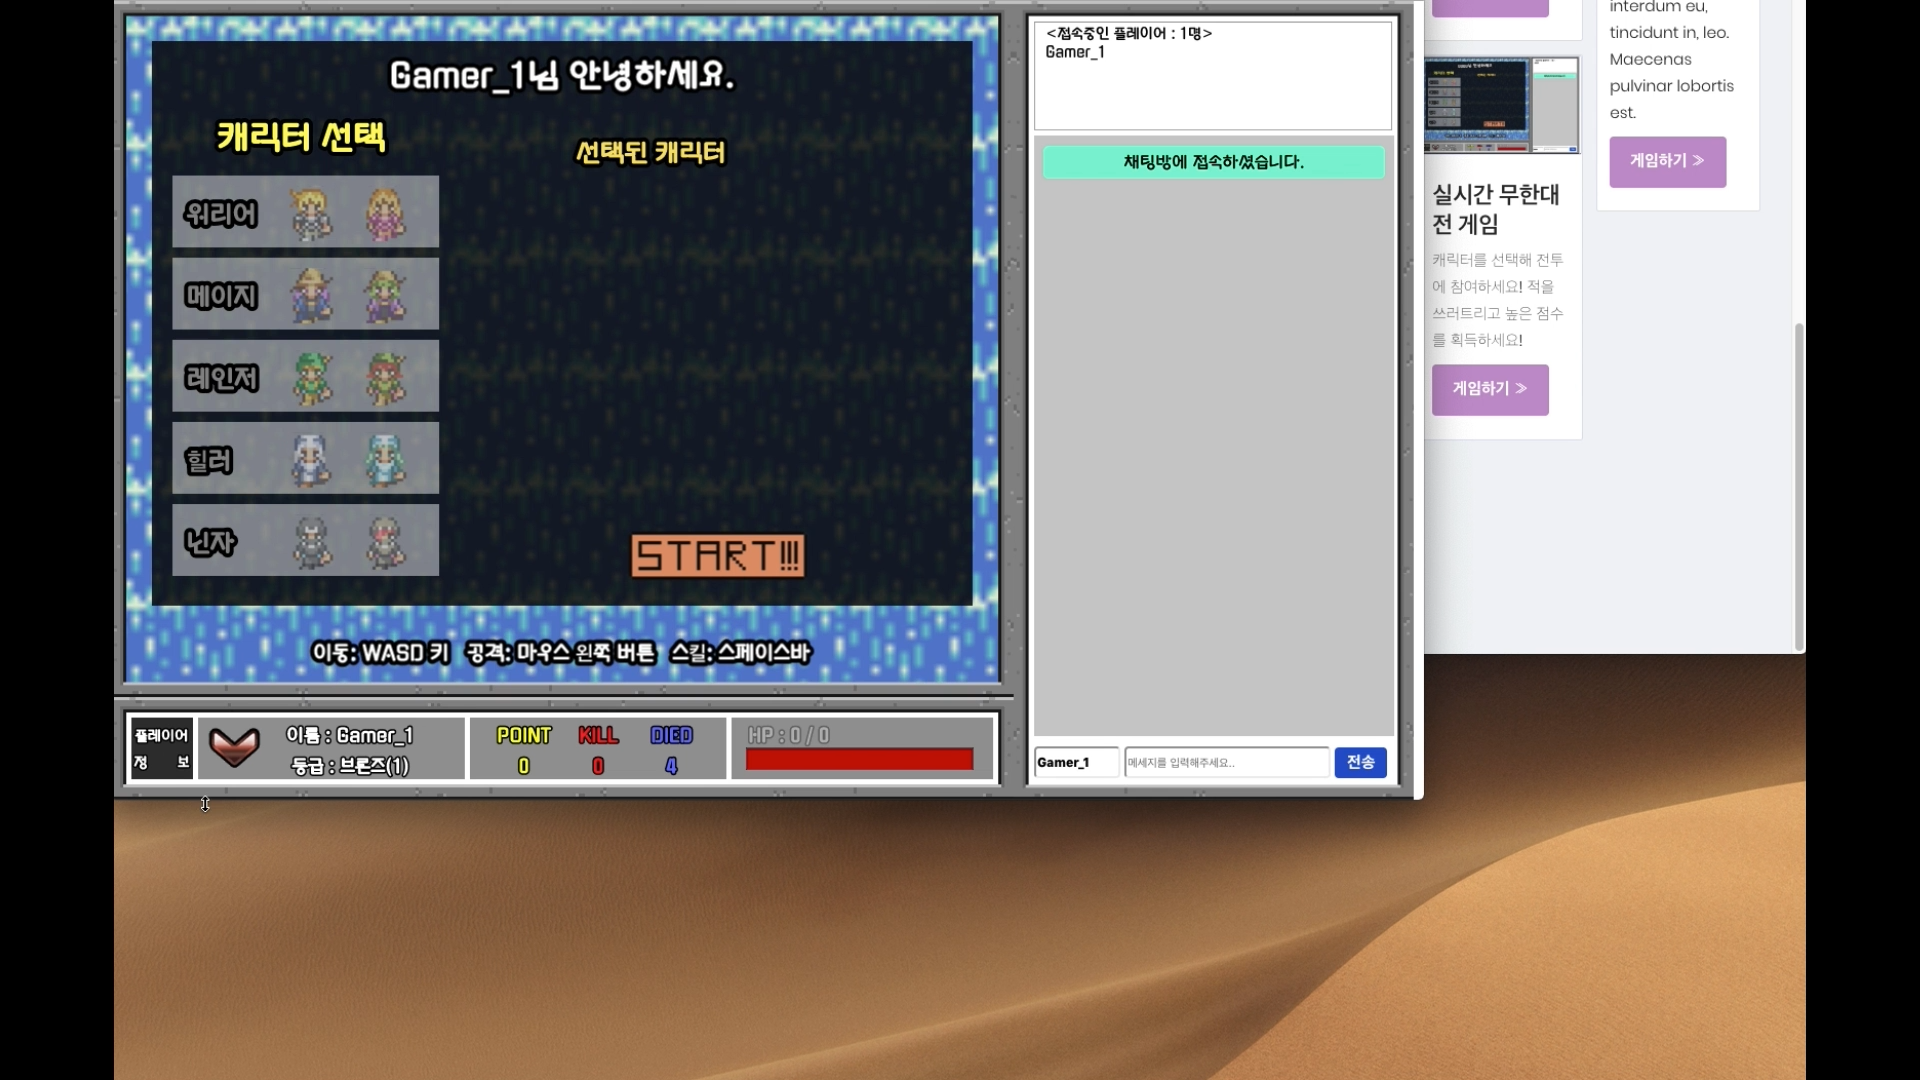 Gamer_1님 안녕하세요.
캐릭터 선택
선택된 캐릭터
워리어
메이지
레인저
힐러
닌자
START!!!
이동: WASD 키 공격: 마우스 왼쪽 버튼 스킬: 스페이스바
플레이어
정 보
이름 : Gamer_1
등급 : 브론즈(1)
POINT KILL DIED
0 0 4
HP : 0 / 0
<접속중인 플레이어 : 1명>
Gamer_1
채팅방에 접속하셨습니다.
Gamer_1
메세지를 입력해주세요..
전송
실시간 무한대
전 게임
캐릭터를 선택해 전투
에 참여하세요! 적을
쓰러트리고 높은 점수
를 획득하세요!
게임하기 ≫
interdum eu,
tincidunt in, leo.
Maecenas
pulvinar lobortis
est.
게임하기 ≫